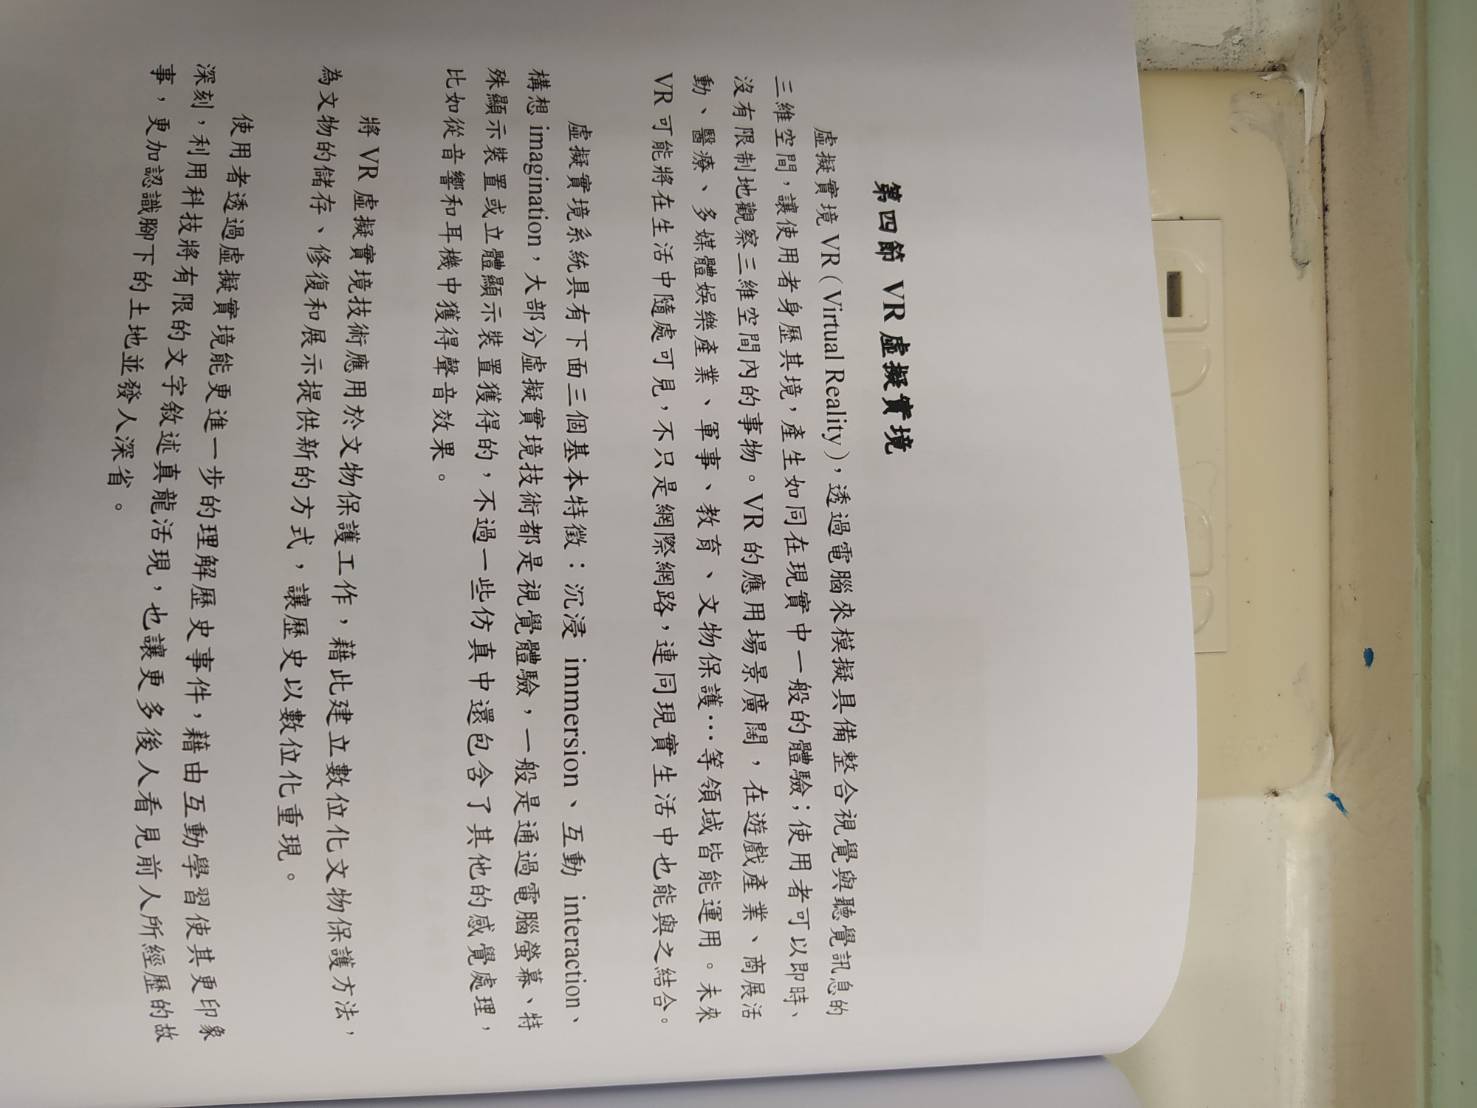 第四節 VR 虛擬實境
虛擬實境 VR（Virtual Reality），透過電腦來模擬具備整合視覺與聽覺訊息的
三維空間，讓使用者身歷其境，產生如同在現實中一般的體驗；使用者可以即時、
沒有限制地觀察三維空間內的事物。VR 的應用場景廣闊，在遊戲產業、商展活
動、醫療、多媒體娛樂產業、軍事、教育、文物保護…等領域皆能運用。未來
VR 可能將在生活中隨處可見，不只是網際網路，連同現實生活中也能與之結合。
虛擬實境系統具有下面三個基本特徵：沉浸 immersion、互動 interaction、
構想 imagination，大部分虛擬實境技術都是視覺體驗，一般是通過電腦螢幕、特
殊顯示裝置或立體顯示裝置獲得的，不過一些仿真中還包含了其他的感覺處理，
比如從音響和耳機中獲得聲音效果。
將 VR 虛擬實境技術應用於文物保護工作，藉此建立數位化文物保護方法，
為文物的儲存、修復和展示提供新的方式，讓歷史以數位化重現。
使用者透過虛擬實境能更進一步的理解歷史事件，藉由互動學習使其更印象
深刻，利用科技將有限的文字敘述真龍活現，也讓更多後人看見前人所經歷的故
事，更加認識腳下的土地並發人深省。